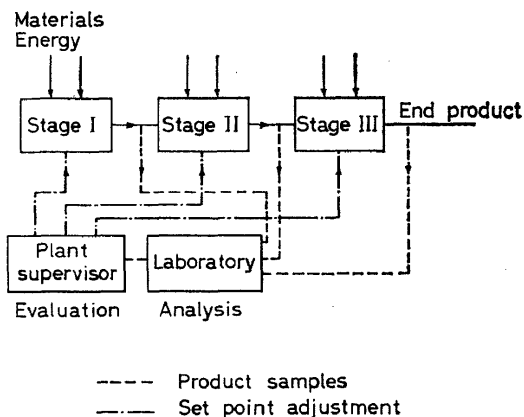 Materials
Energy
Stage I
Stage II
Stage III
End product
Plant
supervisor
Laboratory
Evaluation
Analysis
Product samples
Set point adjustment